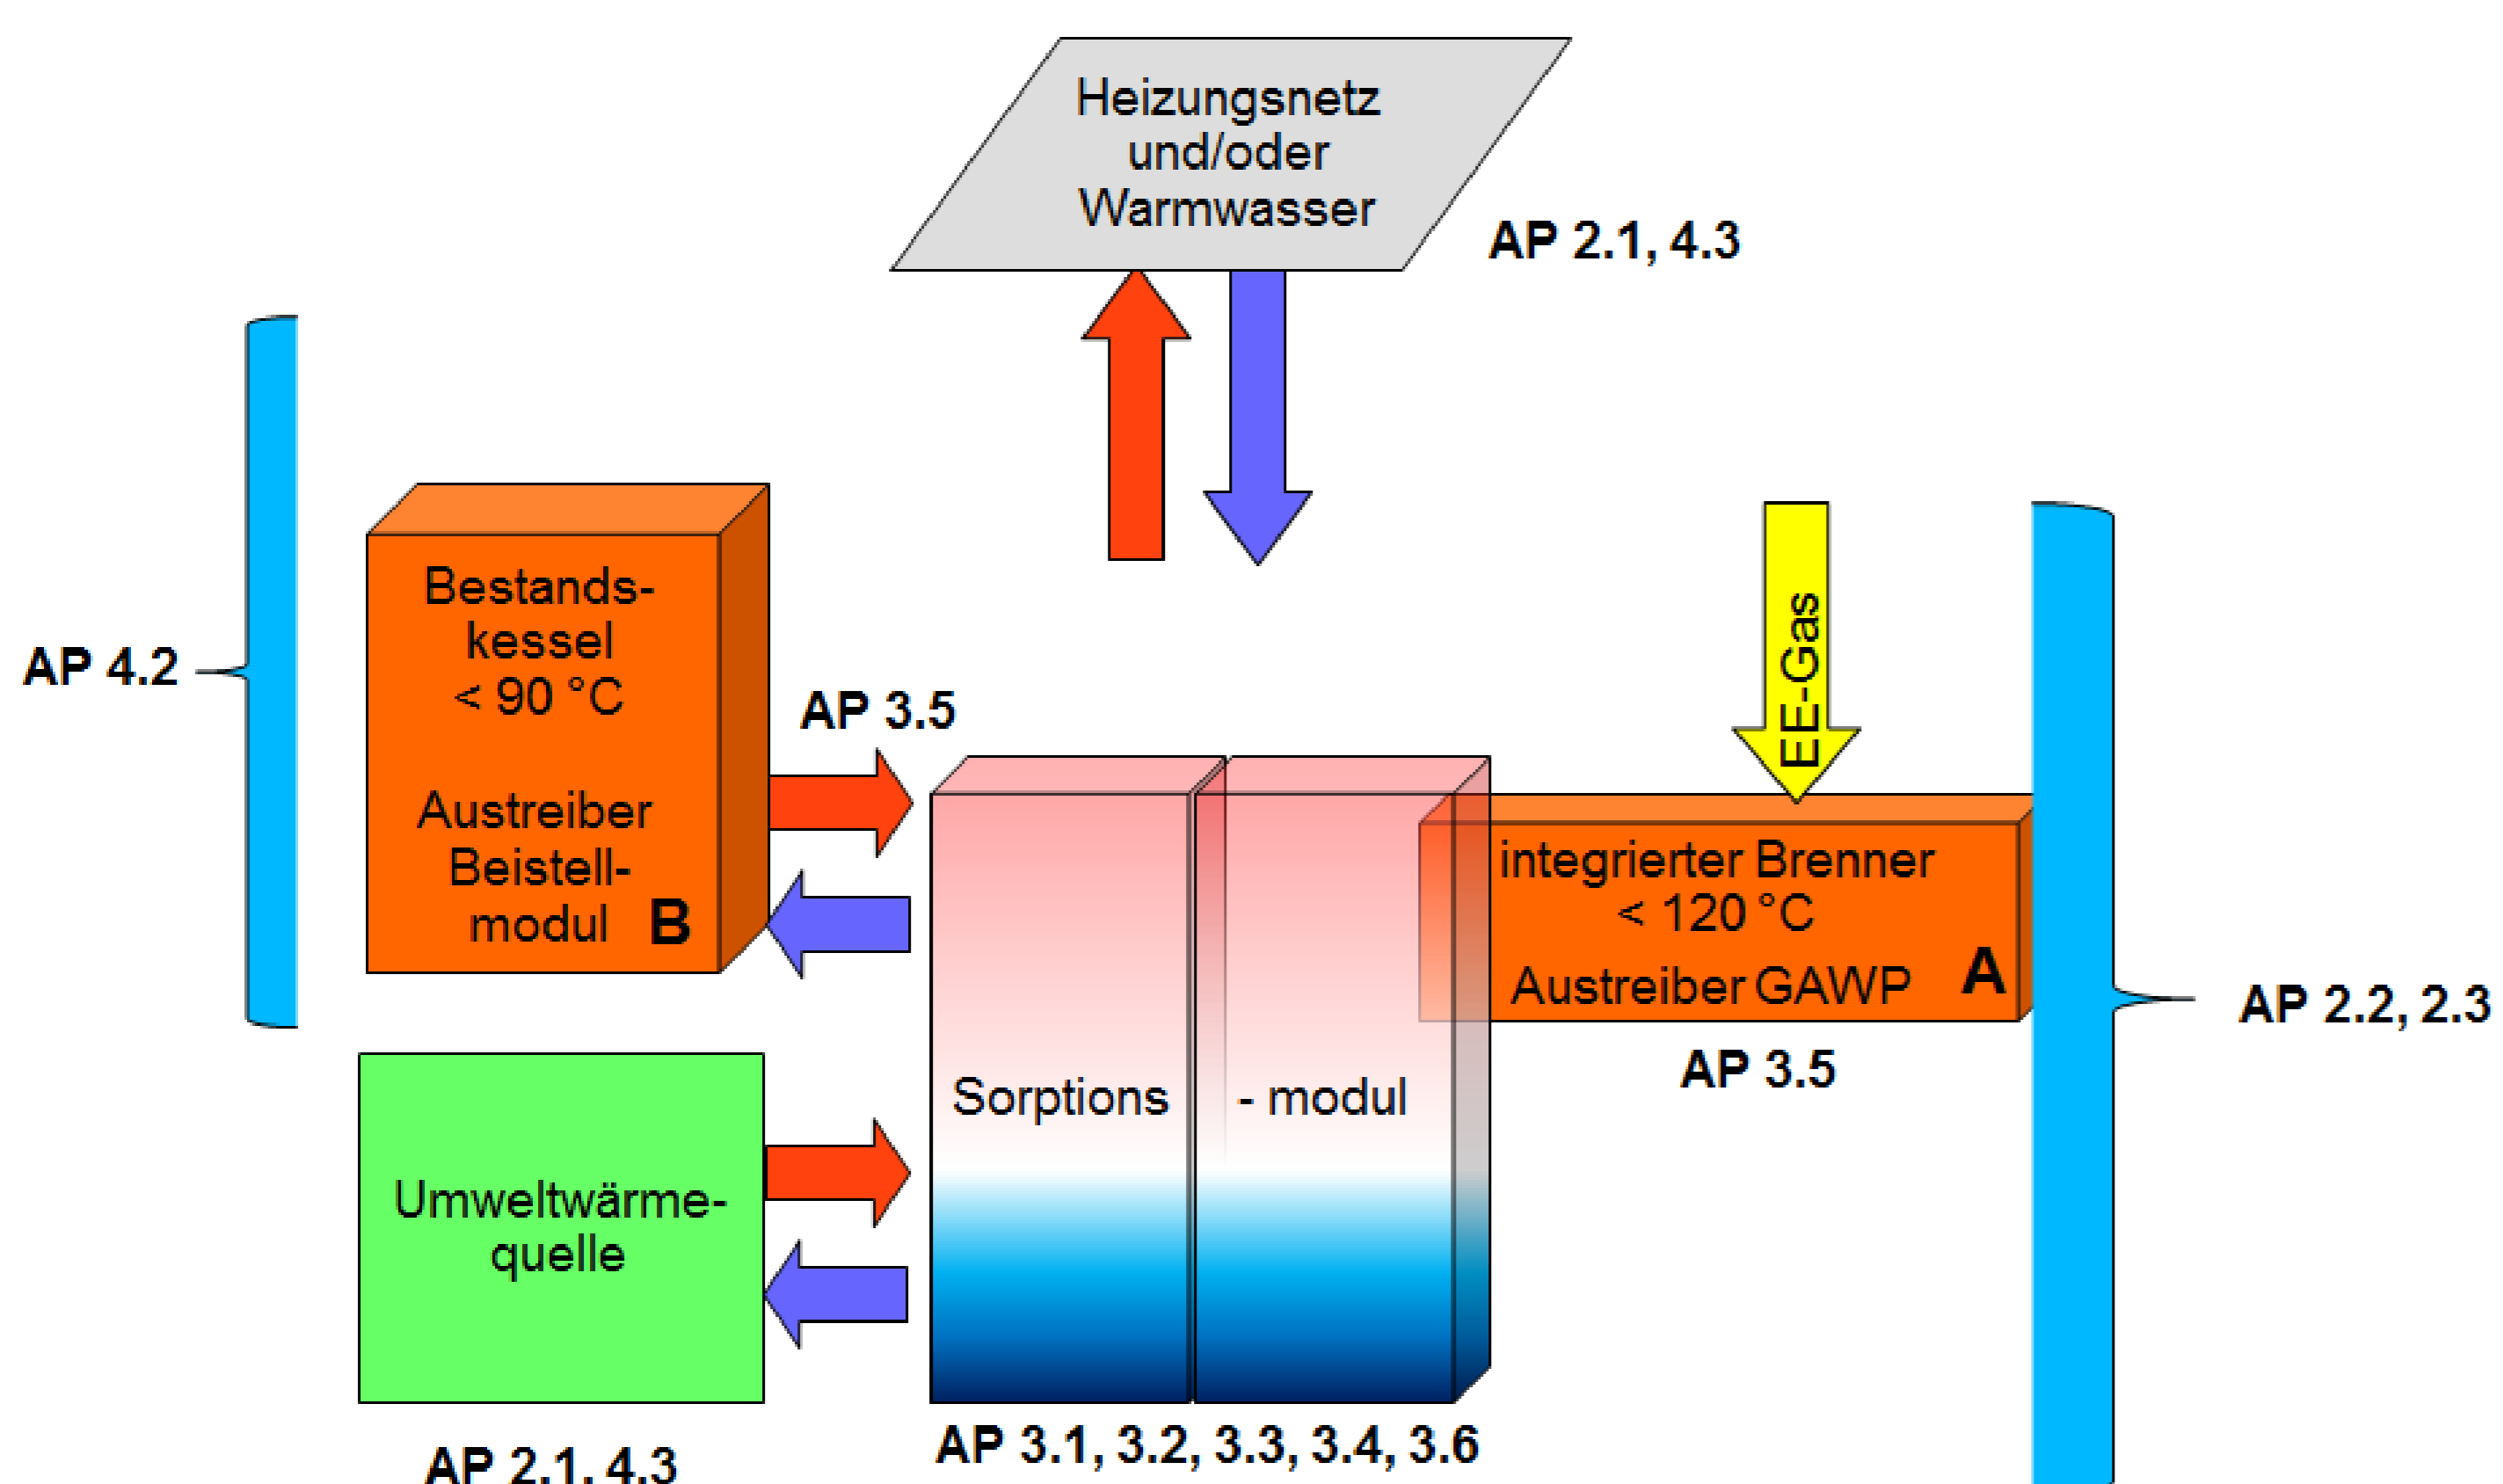 Heizungsnetz
und/oder
Warmwasser
AP 2.1, 4.3
Bestands-
kessel
< 90 °C
Austreiber
Beistell-
modul B
AP 4.2
AP 3.5
EE-Gas
integrierter Brenner
< 120 °C
Austreiber GAWP A
AP 3.5
AP 2.2, 2.3
Sorptions - modul
Umweltwärme-
quelle
AP 3.1, 3.2, 3.3, 3.4, 3.6
AP 2.1, 4.3